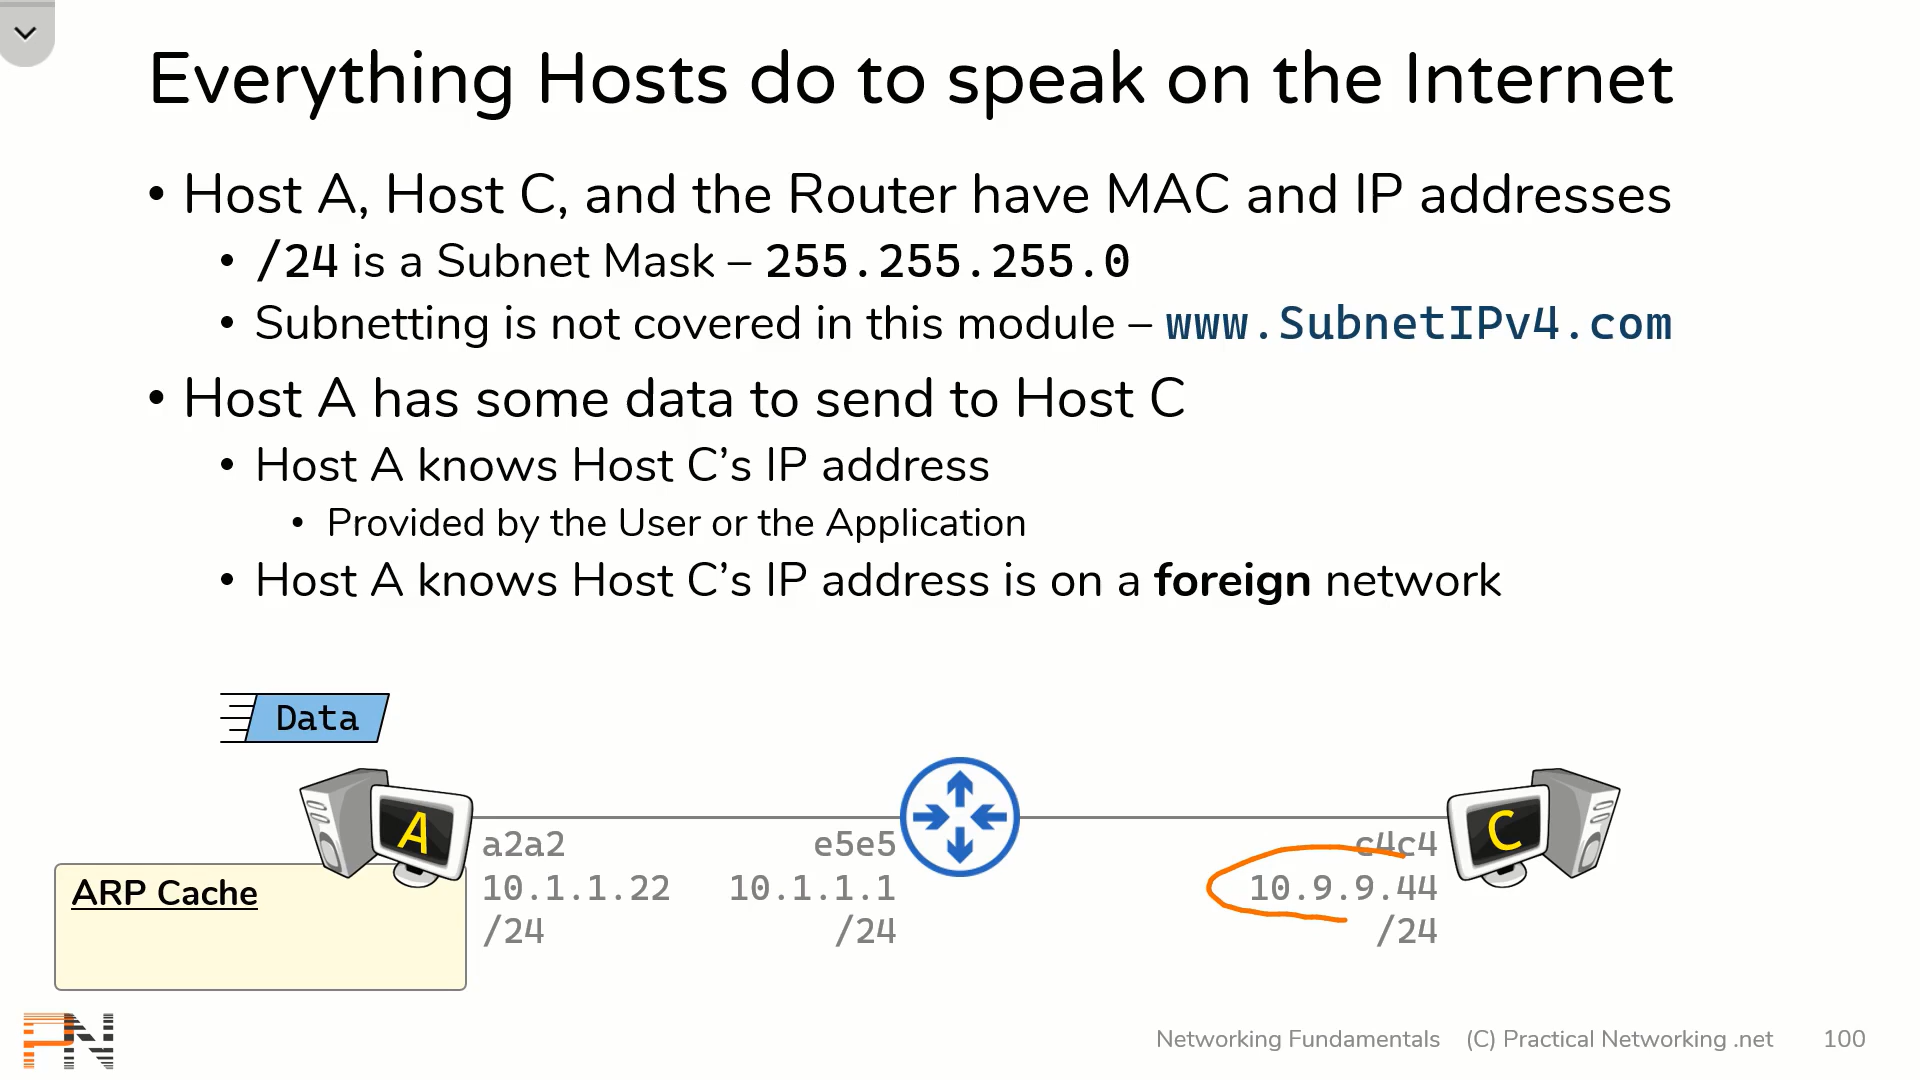 Everything Hosts do to speak on the Internet
• Host A, Host C, and the Router have MAC and IP addresses
• /24 is a Subnet Mask – 255.255.255.0
• Subnetting is not covered in this module – www.SubnetIPv4.com
• Host A has some data to send to Host C
• Host A knows Host C’s IP address
• Provided by the User or the Application
• Host A knows Host C’s IP address is on a foreign network
Data
A
C
a2a2 e5e5 c4c4
ARP Cache
10.1.1.22 10.1.1.1 10.9.9.44
/24 /24 /24
PN
Networking Fundamentals (C) Practical Networking .net 100